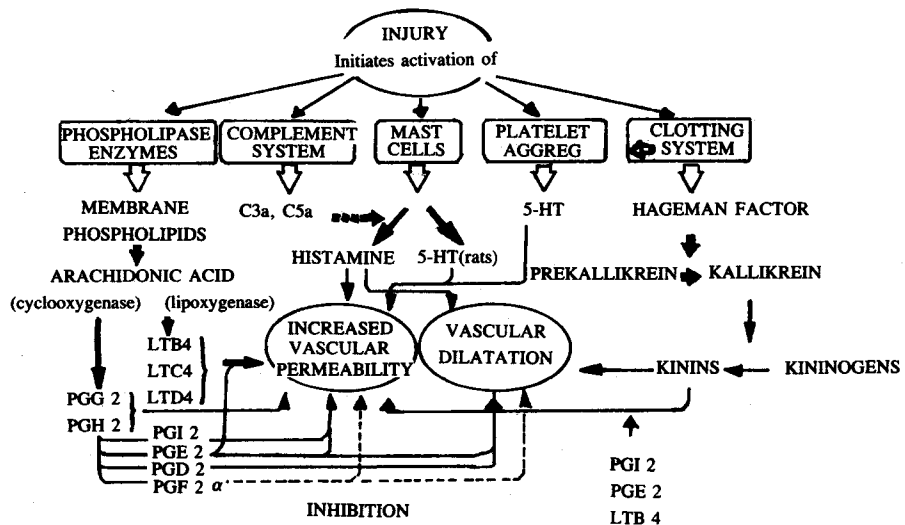 INJURY
Initiates activation of
PHOSPHOLIPASE
ENZYMES
COMPLEMENT
SYSTEM
MAST
CELLS
PLATELET
AGGREG
CLOTTING
SYSTEM
MEMBRANE
PHOSPHOLIPIDS
C3a, C5a
5-HT
HAGEMAN FACTOR
HISTAMINE
5-HT(rats)
PREKALLIKREIN
KALLIKREIN
ARACHIDONIC ACID
(cyclooxygenase)
(lipoxygenase)
LTB4
LTC4
LTD4
INCREASED
VASCULAR
PERMEABILITY
VASCULAR
DILATATION
KININS
KININOGENS
PGG 2
PGH 2
PGI 2
PGE 2
PGD 2
PGF 2 α
INHIBITION
PGI 2
PGE 2
LTB 4